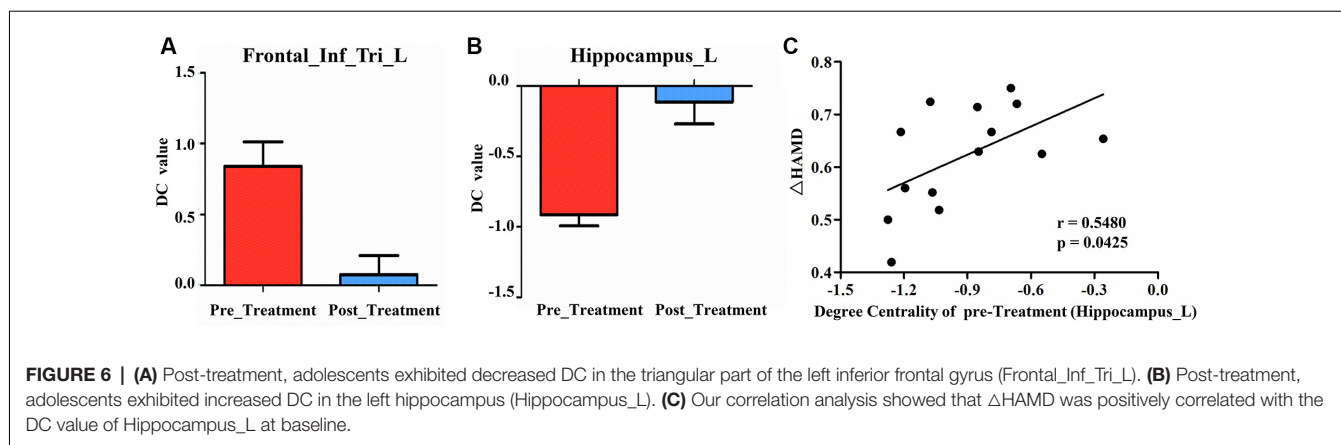 A
Frontal_Inf_Tri_L
1.5
1.0
0.5
0.0
DC value
Pre_Treatment Post_Treatment
B
Hippocampus_L
0.0
-0.5
-1.0
-1.5
DC value
Pre_Treatment Post_Treatment
C
0.8
0.7
0.6
0.5
0.4
△HAMD
r = 0.5480
p = 0.0425
-1.5 -1.2 -0.9 -0.6 -0.3 0.0
Degree Centrality of pre-Treatment (Hippocampus_L)
FIGURE 6 | (A) Post-treatment, adolescents exhibited decreased DC in the triangular part of the left inferior frontal gyrus (Frontal_Inf_Tri_L). (B) Post-treatment,
adolescents exhibited increased DC in the left hippocampus (Hippocampus_L). (C) Our correlation analysis showed that △HAMD was positively correlated with the
DC value of Hippocampus_L at baseline.